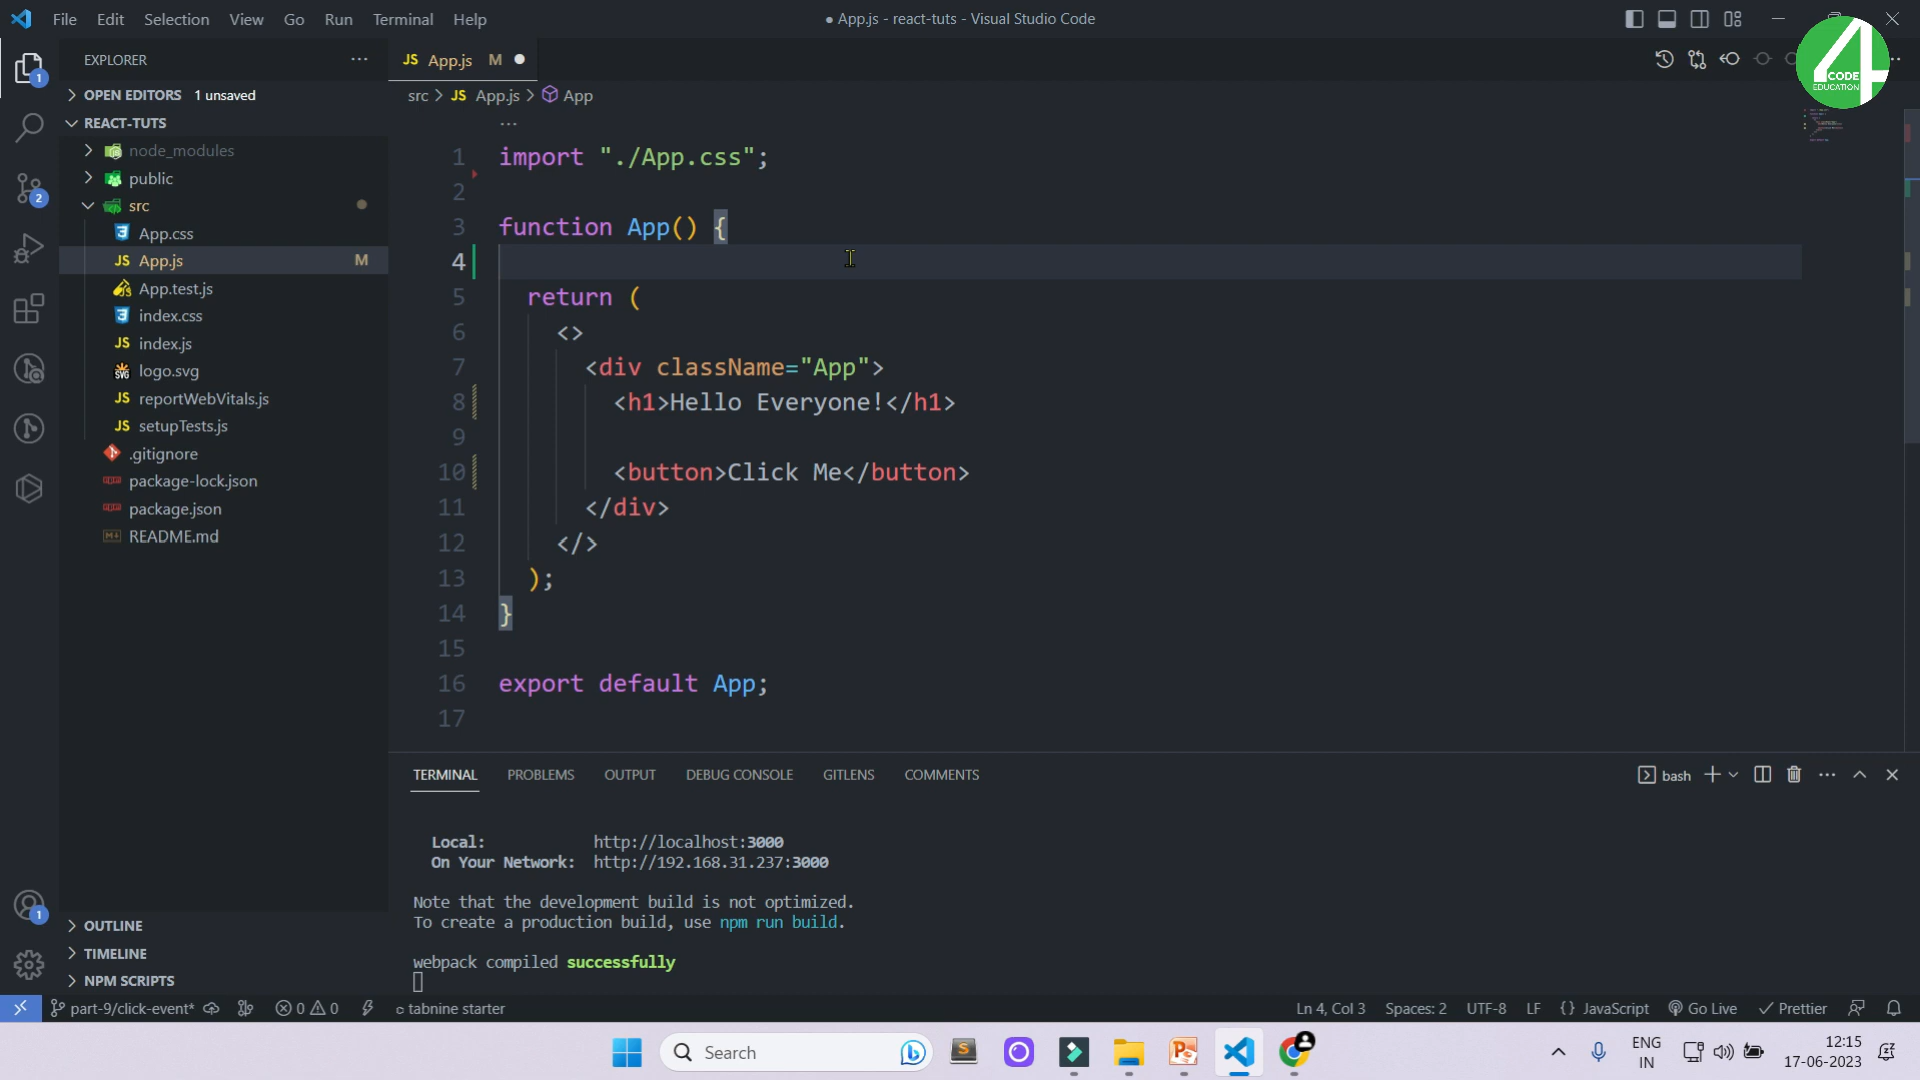 File Edit Selection View Go Run Terminal Help
● App.js - react-tuts - Visual Studio Code
4
CODE
EDUCATION
EXPLORER
OPEN EDITORS 1 unsaved
REACT-TUTS
node_modules
public
src
App.css
JS App.js M
App.test.js
index.css
JS index.js
logo.svg
JS reportWebVitals.js
JS setupTests.js
.gitignore
package-lock.json
package.json
README.md
OUTLINE
TIMELINE
NPM SCRIPTS
1
2
1
JS App.js M
src > JS App.js > App
1 import "./App.css";
2
3 function App() {
4
5 return (
6 <>
7 <div className="App">
8 <h1>Hello Everyone!</h1>
9
10 <button>Click Me</button>
11 </div>
12 </>
13 );
14 }
15
16 export default App;
17
TERMINAL PROBLEMS OUTPUT DEBUG CONSOLE GITLENS COMMENTS
bash
Local: http://localhost:3000
On Your Network: http://192.168.31.237:3000
Note that the development build is not optimized.
To create a production build, use npm run build.
webpack compiled successfully
part-9/click-event* 0 0 tabnine starter
Ln 4, Col 3 Spaces: 2 UTF-8 LF {} JavaScript Go Live Prettier
Search
ENG
IN
12:15
17-06-2023